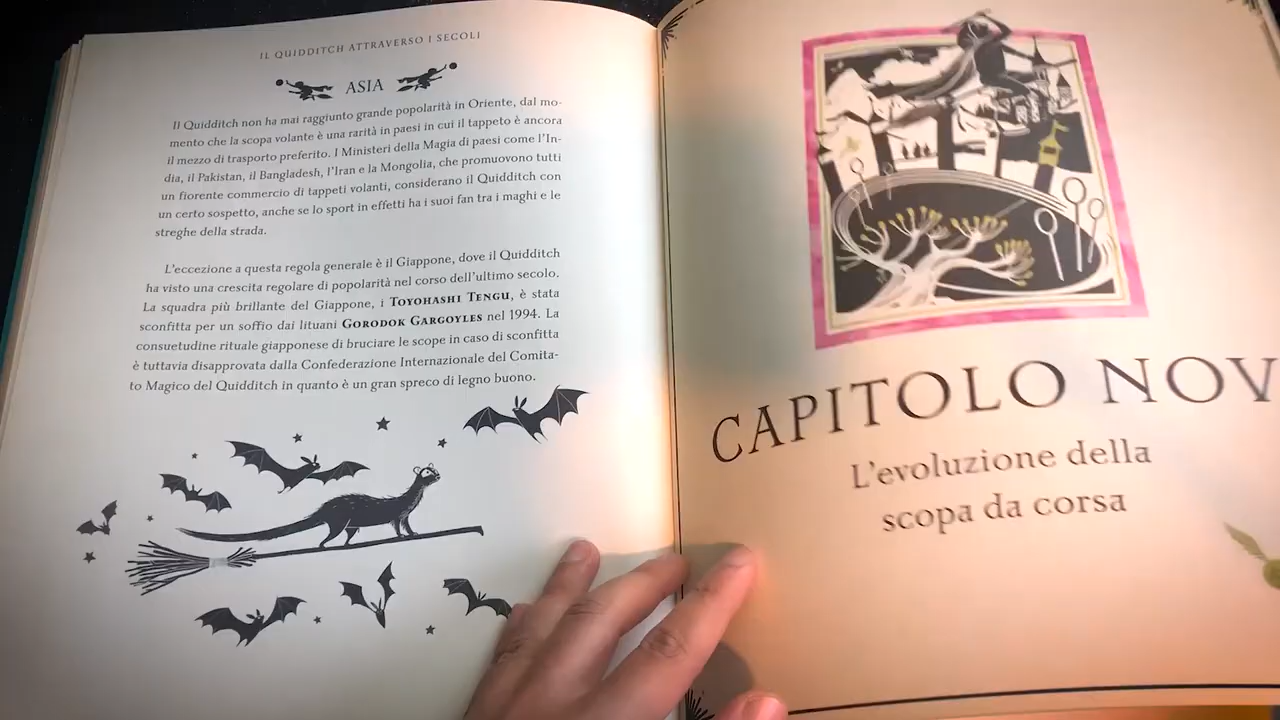 IL QUIDDITCH ATTRAVERSO I SECOLI
ASIA
Il Quidditch non ha mai raggiunto grande popolarità in Oriente, dal mo-
mento che la scopa volante è una rarità in paesi in cui il tappeto è ancora
il mezzo di trasporto preferito. I Ministeri della Magia di paesi come l'In-
dia, il Pakistan, il Bangladesh, l'Iran e la Mongolia, che promuovono tutti
un fiorente commercio di tappeti volanti, considerano il Quidditch con
un certo sospetto, anche se lo sport in effetti ha i suoi fan tra i maghi e le
streghe della strada.
L'eccezione a questa regola generale è il Giappone, dove il Quidditch
ha visto una crescita regolare di popolarità nel corso dell'ultimo secolo.
La squadra più brillante del Giappone, i Toyohashi Tengu, è stata
sconfitta per un soffio dai lituani Gorodok Gargoyles nel 1994. La
consuetudine rituale giapponese di bruciare le scope in caso di sconfitta
è tuttavia disapprovata dalla Confederazione Internazionale del Comita-
to Magico del Quidditch in quanto è un gran spreco di legno buono.
CAPITOLO NOV
L'evoluzione della
scopa da corsa